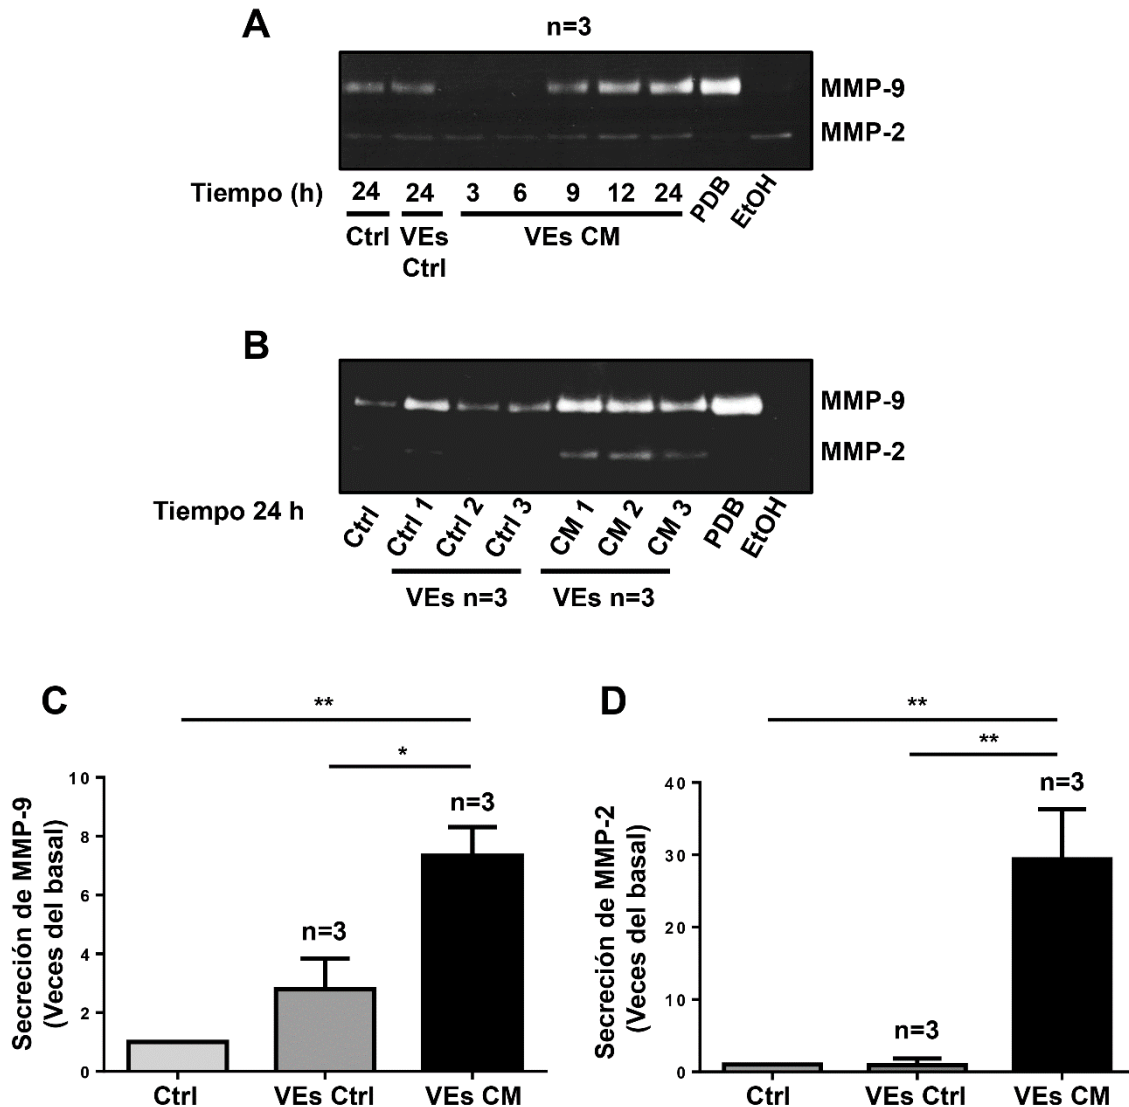 A
n=3
MMP-9
MMP-2
Tiempo (h)
24 24 3 6 9 12 24 PDB EtOH
Ctrl VEs Ctrl VEs CM
B
MMP-9
MMP-2
Tiempo 24 h
Ctrl Ctrl 1 Ctrl 2 Ctrl 3 CM 1 CM 2 CM 3 PDB EtOH
VEs n=3 VEs n=3
C
**
*
Secreción de MMP-9
(Veces del basal)
10
8
6
4
2
0
n=3
n=3
Ctrl VEs Ctrl VEs CM
D
**
**
Secreción de MMP-2
(Veces del basal)
40
30
20
10
0
n=3
n=3
Ctrl VEs Ctrl VEs CM